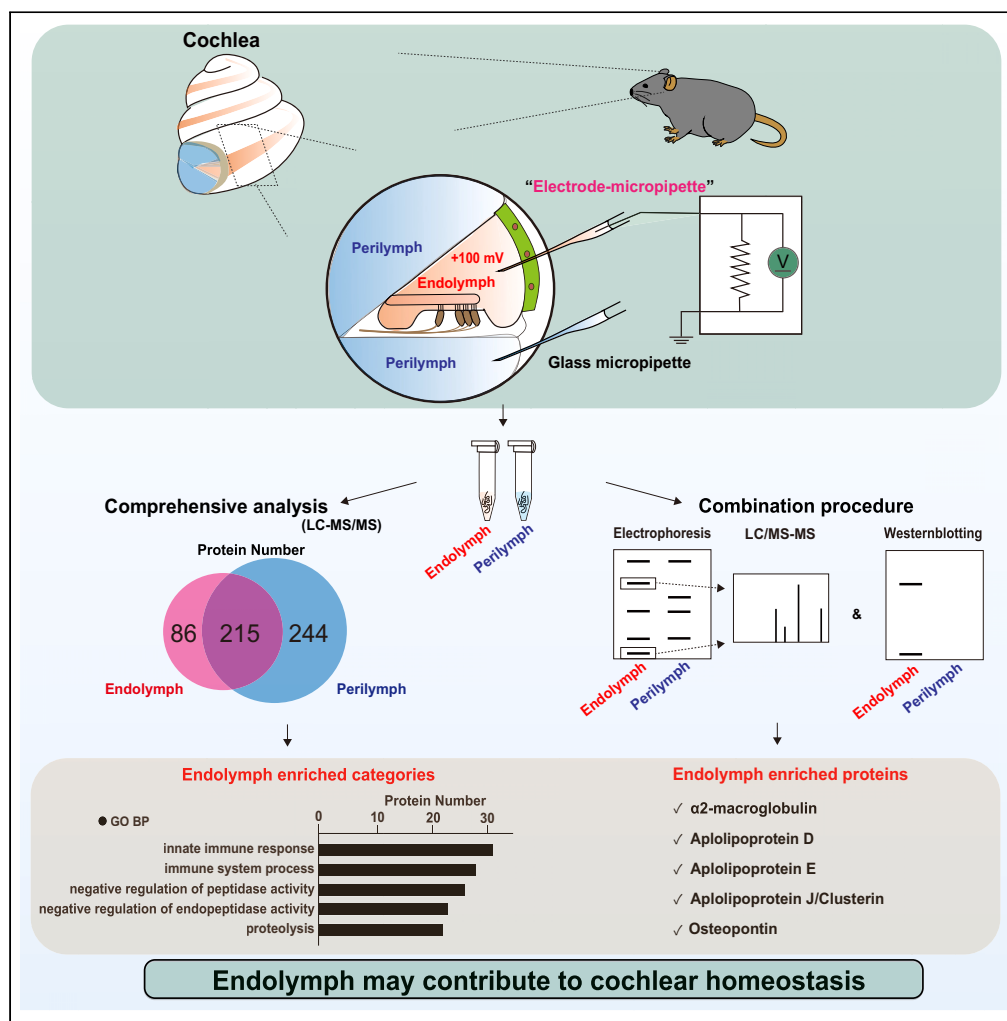 Cochlea
“Electrode-micropipette”
Perilymph
+100 mV
Endolymph
V
Perilymph
Glass micropipette
Comprehensive analysis
(LC-MS/MS)
Protein Number
86
215
244
Endolymph
Perilymph
Endolymph
Perilymph
Combination procedure
Electrophoresis
LC/MS-MS
Westernblotting
&
Endolymph
Perilymph
Endolymph
Perilymph
Endolymph enriched categories
Protein Number
● GO BP
0 10 20 30
innate immune response
immune system process
negative regulation of peptidase activity
negative regulation of endopeptidase activity
proteolysis
Endolymph enriched proteins
✓ α2-macroglobulin
✓ Aplolipoprotein D
✓ Aplolipoprotein E
✓ Aplolipoprotein J/Clusterin
✓ Osteopontin
Endolymph may contribute to cochlear homeostasis